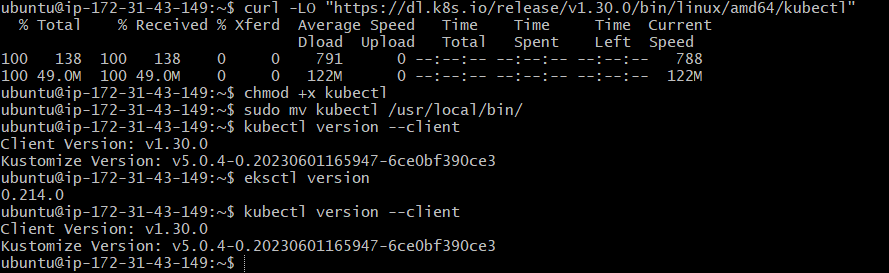 ubuntu@ip-172-31-43-149:~$ curl -LO "https://dl.k8s.io/release/v1.30.0/bin/linux/amd64/kubectl"
  % Total    % Received % Xferd  Average Speed   Time    Time     Time  Current
                                 Dload  Upload   Total   Spent    Left  Speed
100   138  100   138    0     0    791      0 --:--:-- --:--:-- --:--:--   788
100 49.0M  100 49.0M    0     0   122M      0 --:--:-- --:--:-- --:--:--  122M
ubuntu@ip-172-31-43-149:~$ chmod +x kubectl
ubuntu@ip-172-31-43-149:~$ sudo mv kubectl /usr/local/bin/
ubuntu@ip-172-31-43-149:~$ kubectl version --client
Client Version: v1.30.0
Kustomize Version: v5.0.4-0.20230601165947-6ce0bf390ce3
ubuntu@ip-172-31-43-149:~$ eksctl version
0.214.0
ubuntu@ip-172-31-43-149:~$ kubectl version --client
Client Version: v1.30.0
Kustomize Version: v5.0.4-0.20230601165947-6ce0bf390ce3
ubuntu@ip-172-31-43-149:~$